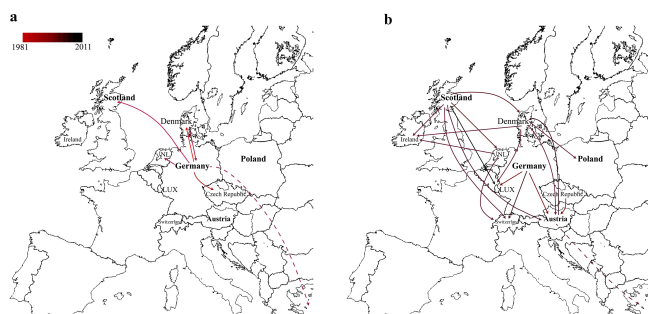 a
1981 2011
Scotland
Ireland
Denmark
NL
Germany
Poland
LUX
Czech Republic
Austria
Switzerland
b
Scotland
Ireland
Denmark
NL
Germany
Poland
LUX
Czech Republic
Switzerland
Austria